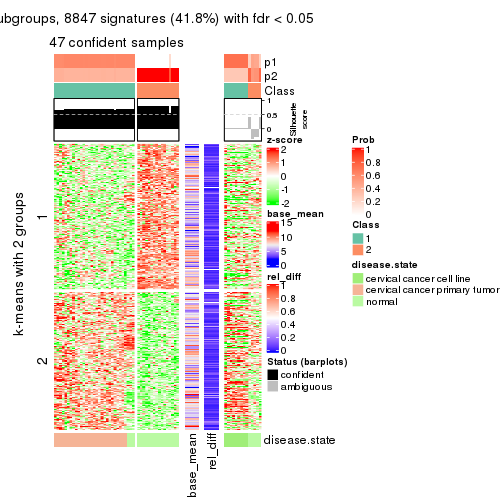 ubgroups, 8847 signatures (41.8%) with fdr < 0.05
47 confident samples
p1
p2
Class
1
0.5
0
Silhouette
score
k-means with 2 groups
1
2
z-score
2
1
0
-1
-2
base_mean
15
10
5
0
rel_diff
1
0.8
0.6
0.4
0.2
0
Status (barplots)
confident
ambiguous
Prob
1
0.8
0.6
0.4
0.2
0
Class
1
2
disease.state
cervical cancer cell line
cervical cancer primary tumor
normal
disease.state
base_mean
rel_diff